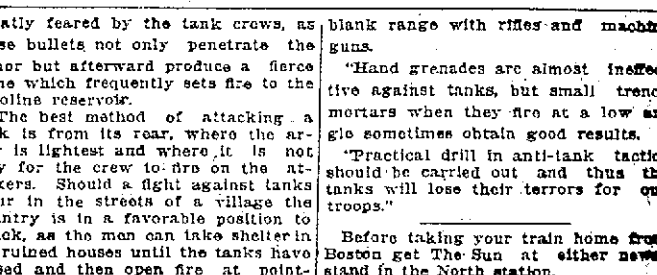 atly feared by the tank crews, as
se bullets not only penetrate the
or but afterward produce a fierce
me which frequently sets fire to the
oline reservoir.
The best method of attacking a
k is from its rear, where the ar-
r is lightest and where it is not
y for the crew to fire on the at-
kers. Should a fight against tanks
ur in the streets of a village the
antry is in a favorable position to
ck, as the men can take shelter in
ruined houses until the tanks have
sed and then open fire at point-
blank range with rifles and machin
guns.
"Hand grenades are almost ineffec
tive against tanks, but small trenc
mortars when they fire at a low an
gle sometimes obtain good results.
"Practical drill in anti-tank tactic
should be carried out and thus th
tanks will lose their terrors for ou
troops."
Before taking your train home from
Boston get The Sun at either news
stand in the North station.